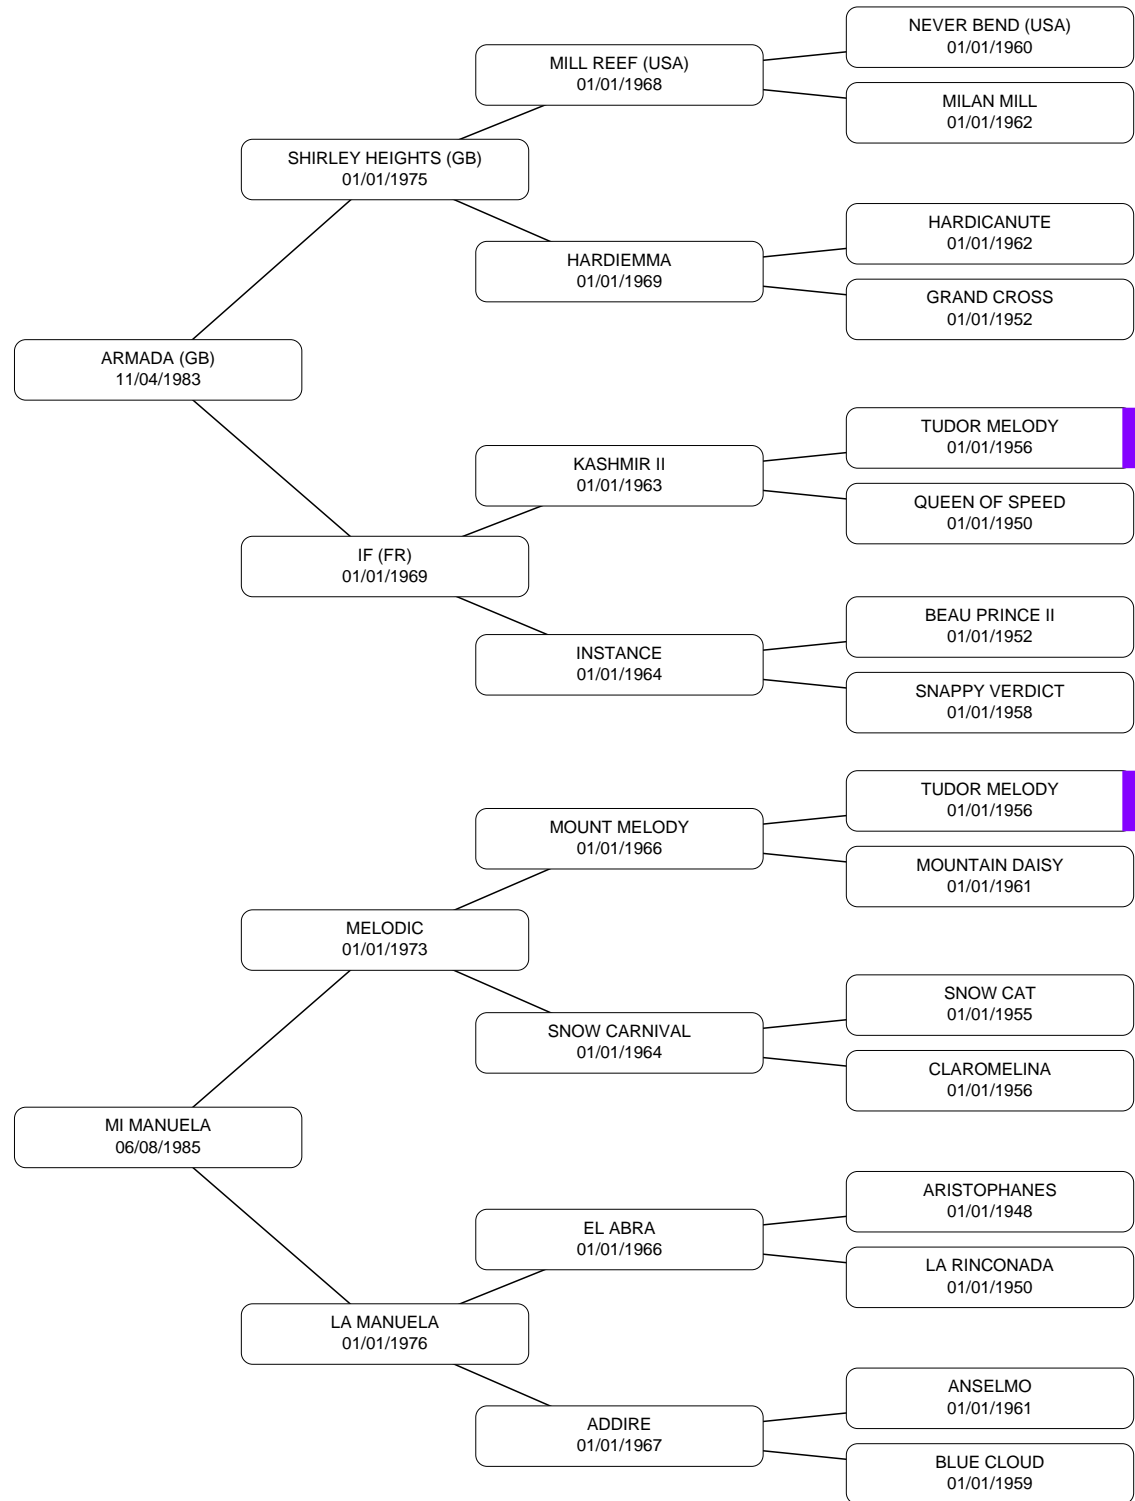 NEVER BEND (USA)
01/01/1960
MILL REEF (USA)
01/01/1968
MILAN MILL
01/01/1962
SHIRLEY HEIGHTS (GB)
01/01/1975
HARDICANUTE
01/01/1962
HARDIEMMA
01/01/1969
GRAND CROSS
01/01/1952
ARMADA (GB)
11/04/1983
TUDOR MELODY
01/01/1956
KASHMIR II
01/01/1963
QUEEN OF SPEED
01/01/1950
IF (FR)
01/01/1969
BEAU PRINCE II
01/01/1952
INSTANCE
01/01/1964
SNAPPY VERDICT
01/01/1958
TUDOR MELODY
01/01/1956
MOUNT MELODY
01/01/1966
MOUNTAIN DAISY
01/01/1961
MELODIC
01/01/1973
SNOW CAT
01/01/1955
SNOW CARNIVAL
01/01/1964
CLAROMELINA
01/01/1956
MI MANUELA
06/08/1985
ARISTOPHANES
01/01/1948
EL ABRA
01/01/1966
LA RINCONADA
01/01/1950
LA MANUELA
01/01/1976
ANSELMO
01/01/1961
ADDIRE
01/01/1967
BLUE CLOUD
01/01/1959